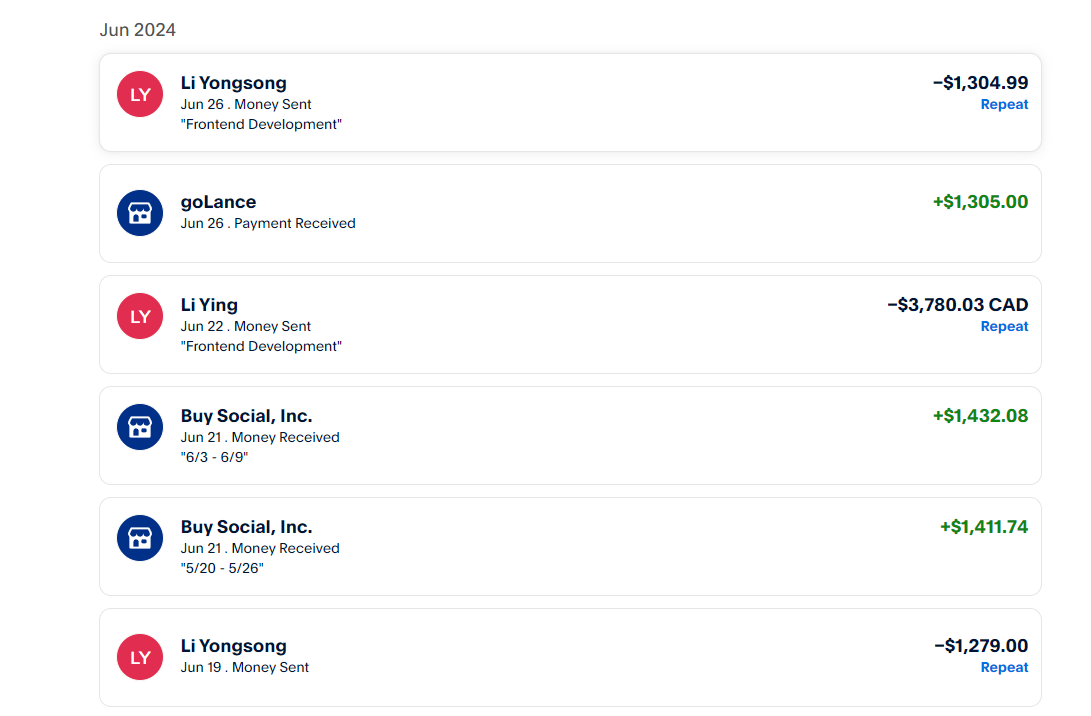 Jun 2024
LY
Li Yongsong
−$1,304.99
Jun 26 . Money Sent
Repeat
"Frontend Development"
goLance
+$1,305.00
Jun 26 . Payment Received
LY
Li Ying
−$3,780.03 CAD
Jun 22 . Money Sent
Repeat
"Frontend Development"
Buy Social, Inc.
+$1,432.08
Jun 21 . Money Received
"6/3 - 6/9"
Buy Social, Inc.
+$1,411.74
Jun 21 . Money Received
"5/20 - 5/26"
LY
Li Yongsong
−$1,279.00
Jun 19 . Money Sent
Repeat